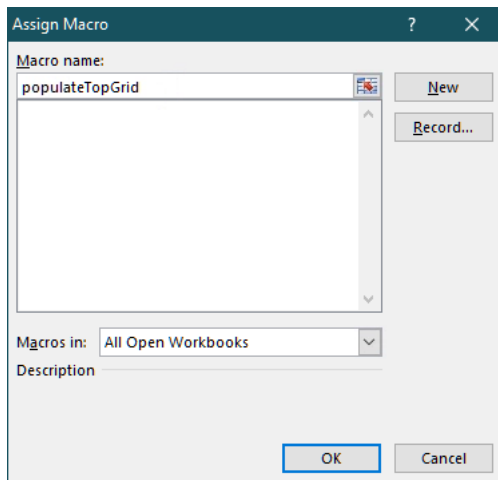 Assign Macro ?
Macro name:
populateTopGrid
New
Record...
Macros in: All Open Workbooks
Description
OK Cancel